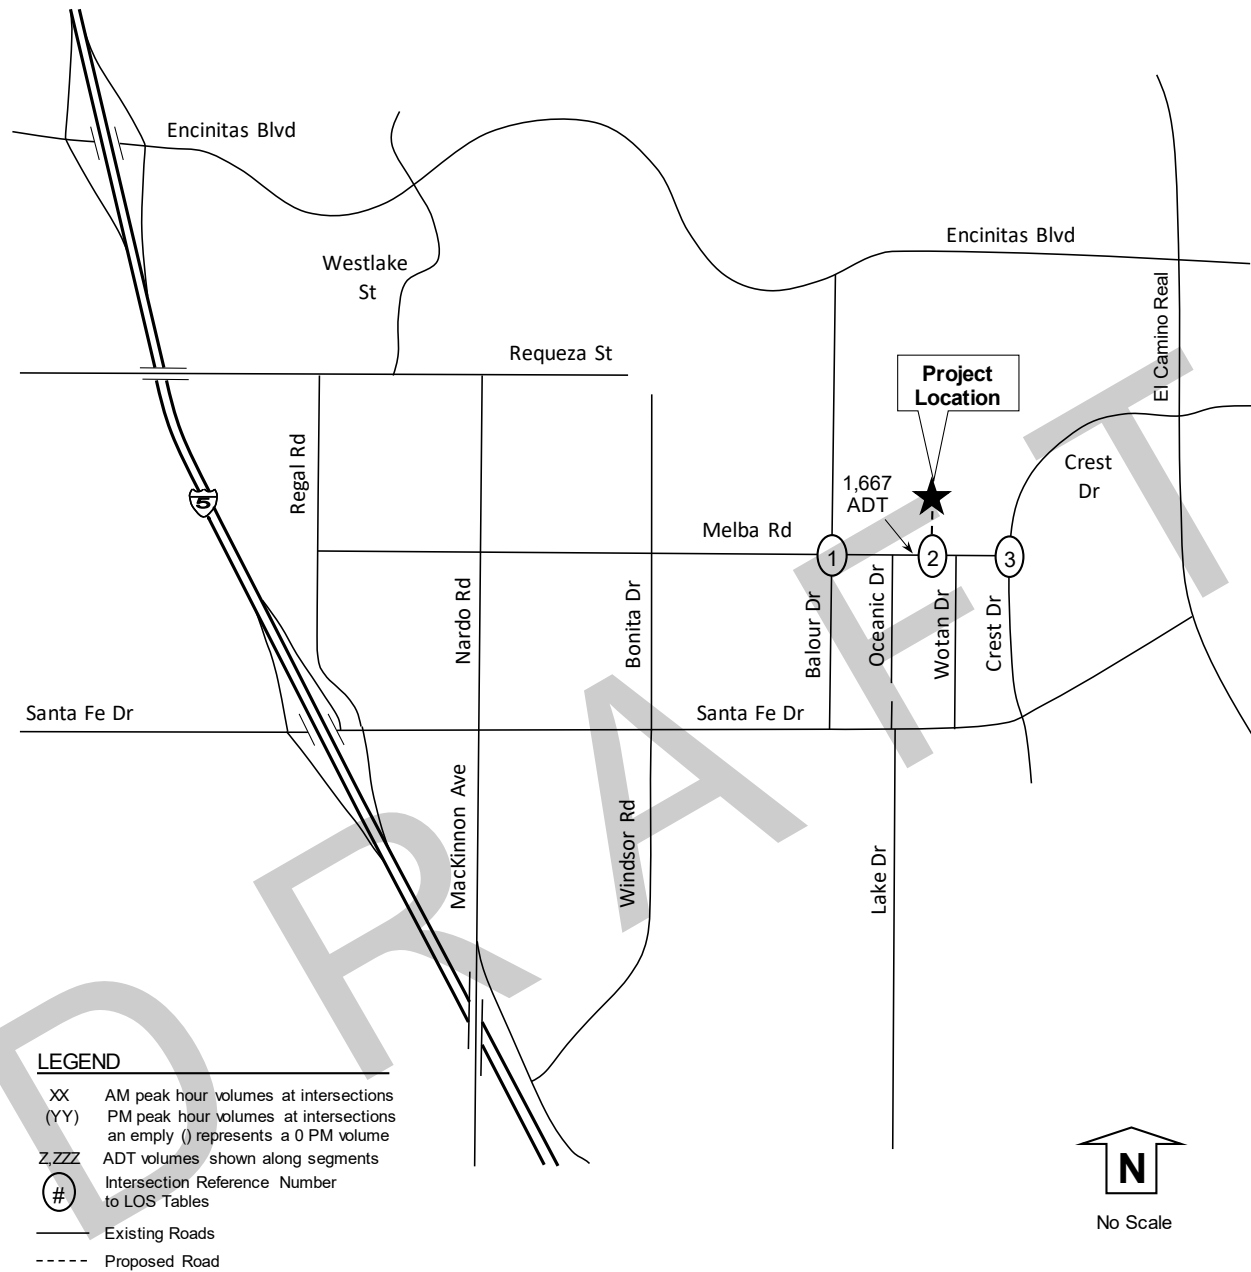 Encinitas Blvd
Westlake
St
Encinitas Blvd
El Camino Real
Requeza St
Project
Location
Regal Rd
Crest
Dr
1,667
ADT
5
Melba Rd
1
2
3
Nardo Rd
Bonita Dr
Balour Dr
Oceanic Dr
Wotan Dr
Crest Dr
Santa Fe Dr
Santa Fe Dr
MacKinnon Ave
Windsor Rd
Lake Dr
DRAFT
LEGEND
XX AM peak hour volumes at intersections
(YY) PM peak hour volumes at intersections
an emply () represents a 0 PM volume
Z,ZZZ ADT volumes shown along segments
# Intersection Reference Number
to LOS Tables
Existing Roads
Proposed Road
N
No Scale